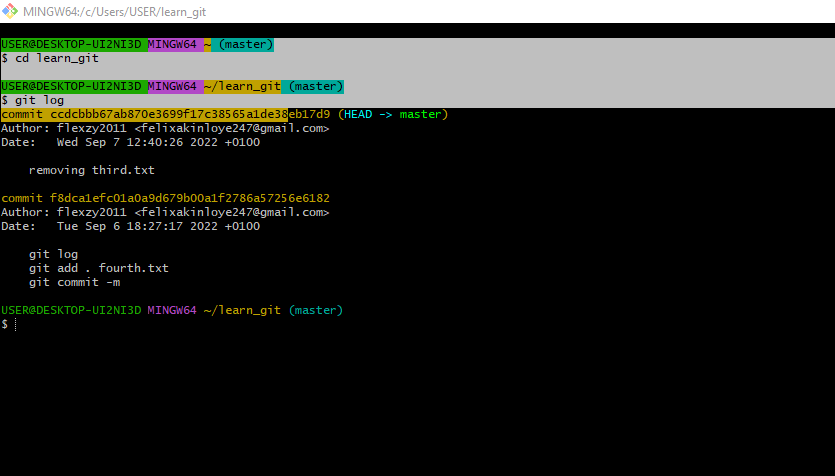 MINGW64:/c/Users/USER/learn_git
USER@DESKTOP-UI2NI3D MINGW64 ~ (master)
$ cd learn_git
USER@DESKTOP-UI2NI3D MINGW64 ~/learn_git (master)
$ git log
commit ccdcbbb67ab870e3699f17c38565a1de38eb17d9 (HEAD -> master)
Author: flexzy2011 <felixakinloye247@gmail.com>
Date:   Wed Sep 7 12:40:26 2022 +0100
removing third.txt
commit f8dca1efc01a0a9d679b00a1f2786a57256e6182
Author: flexzy2011 <felixakinloye247@gmail.com>
Date:   Tue Sep 6 18:27:17 2022 +0100
git log
git add . fourth.txt
git commit -m
USER@DESKTOP-UI2NI3D MINGW64 ~/learn_git (master)
$